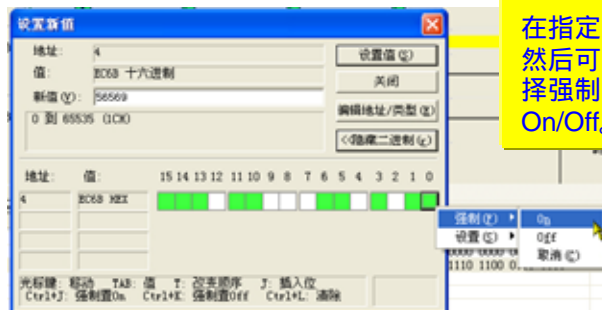 设置新值
在指定
然后可
择强制
On/Off。
地址: 4
设置值(S)
值: EC6B 十六进制
关闭
新值(V): 56569
编辑地址/类型(E)
0 到 65535 (1CH)
<<隐藏二进制(c)
地址: 值: 15 14 13 12 11 10 9 8 7 6 5 4 3 2 1 0
4 EC6B HEX
强制(F) On
设置(S) Off
取消(C)
1110 1100 0
光标键: 移动 TAB: 值 T: 改变顺序 J: 插入位
Ctrl+J: 强制置On Ctrl+K: 强制置Off Ctrl+L: 清除